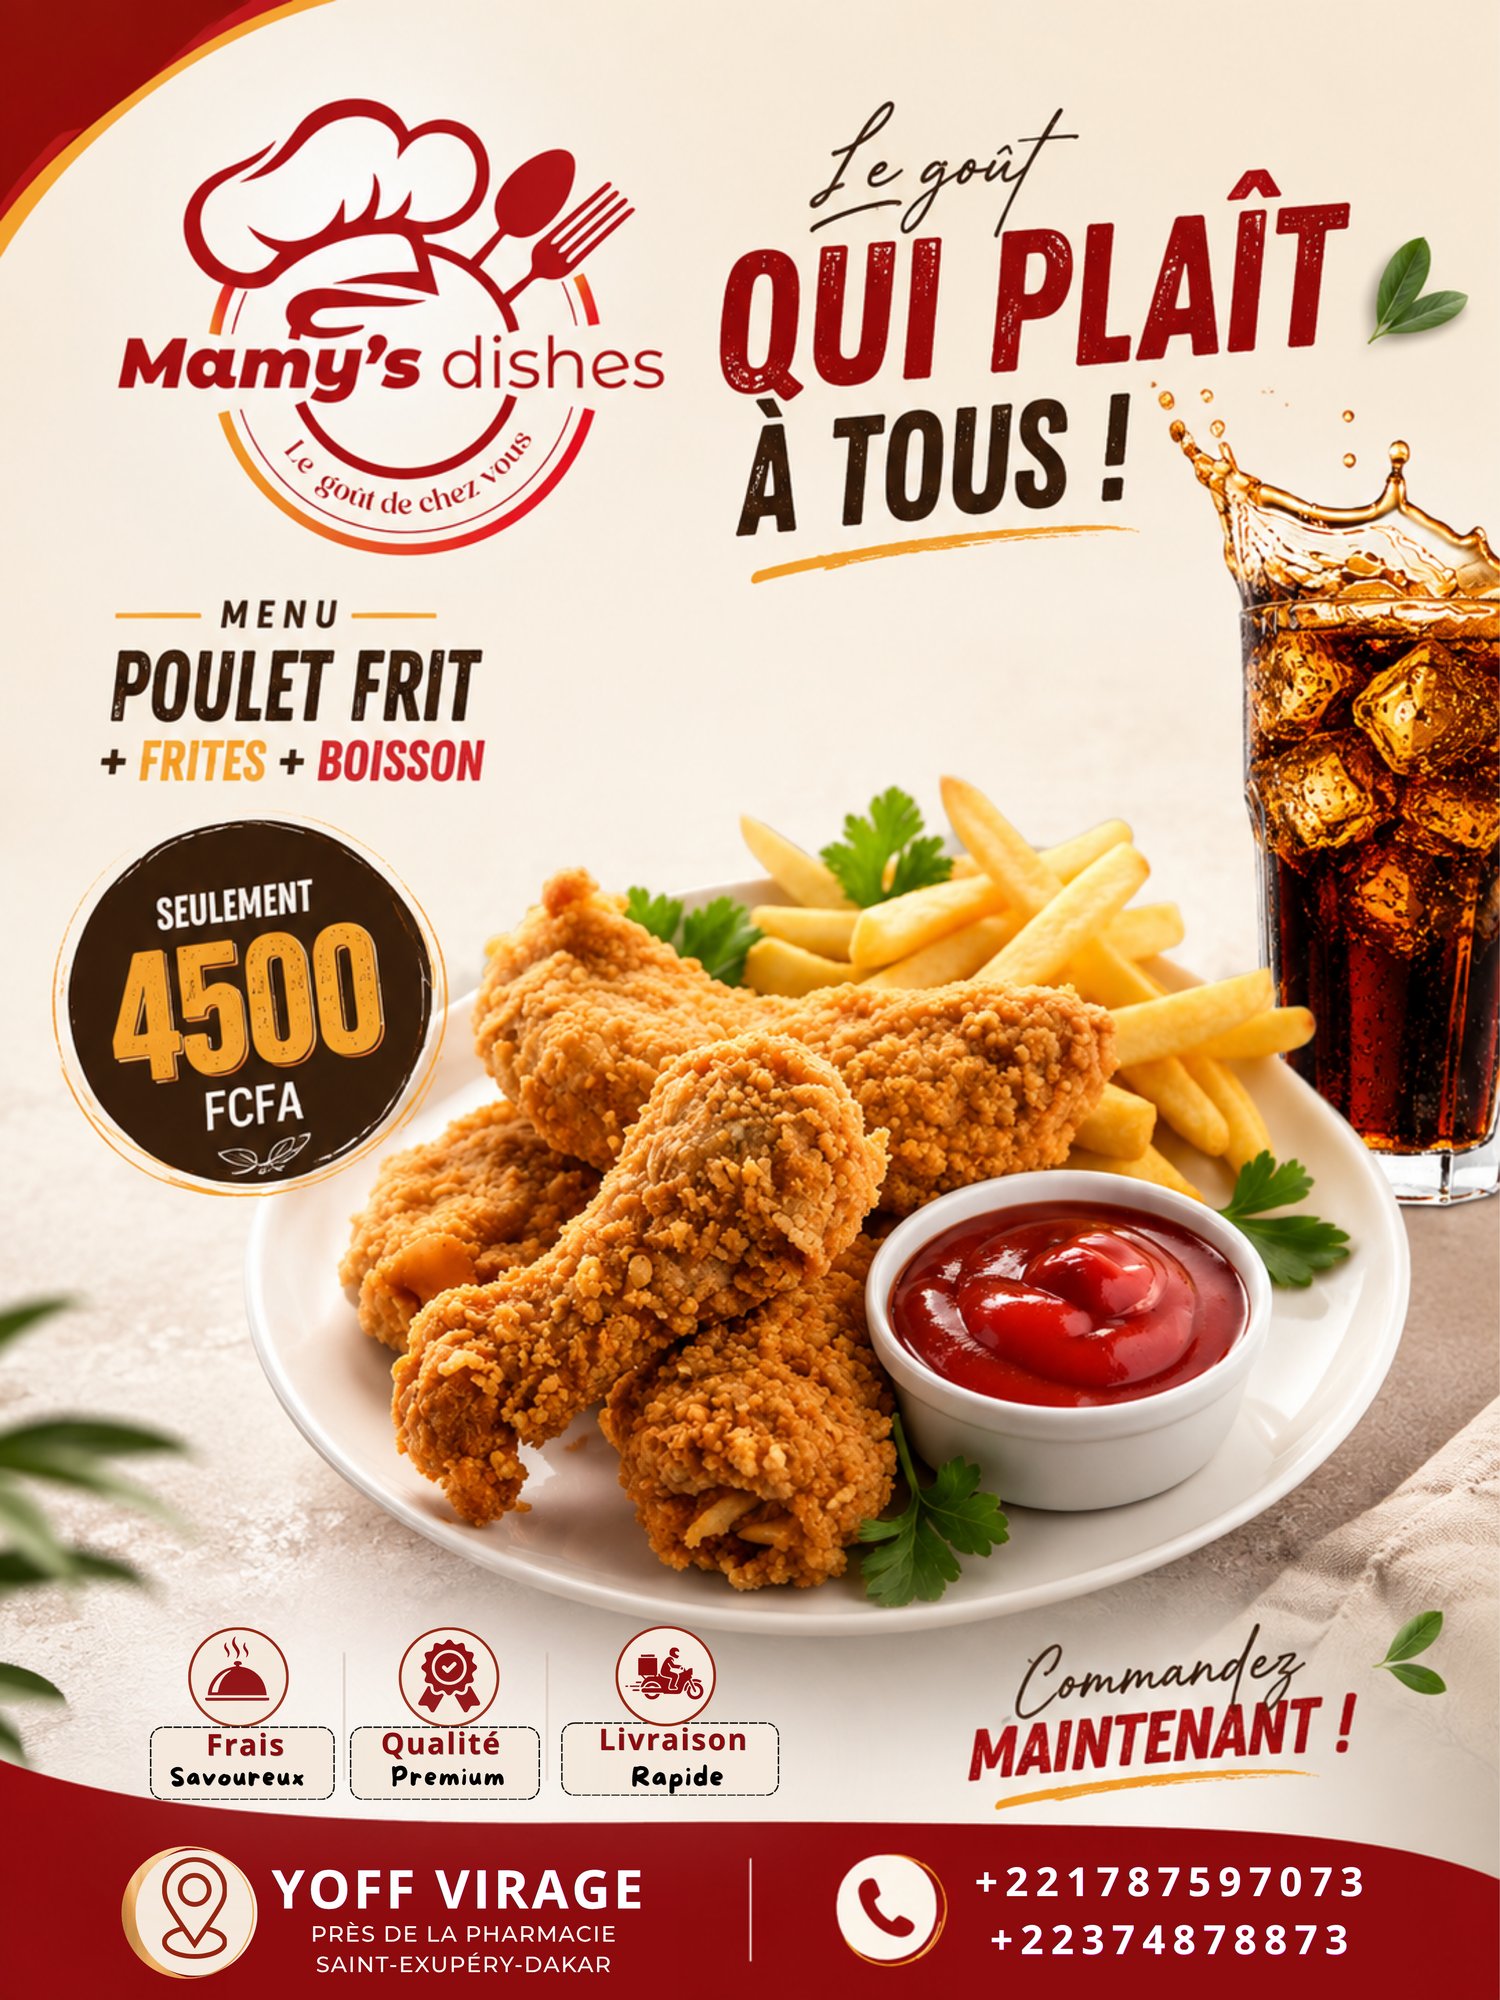 Mamy's dishes
Le goût de chez vous
Le goût
QUI PLAÎT
À TOUS !
MENU
POULET FRIT
+ FRITES + BOISSON
SEULEMENT
4500
FCFA
Frais
Savoureux
Qualité
Premium
Livraison
Rapide
Commandez
MAINTENANT !
YOFF VIRAGE
PRÈS DE LA PHARMACIE
SAINT-EXUPÉRY-DAKAR
+221787597073
+22374878873